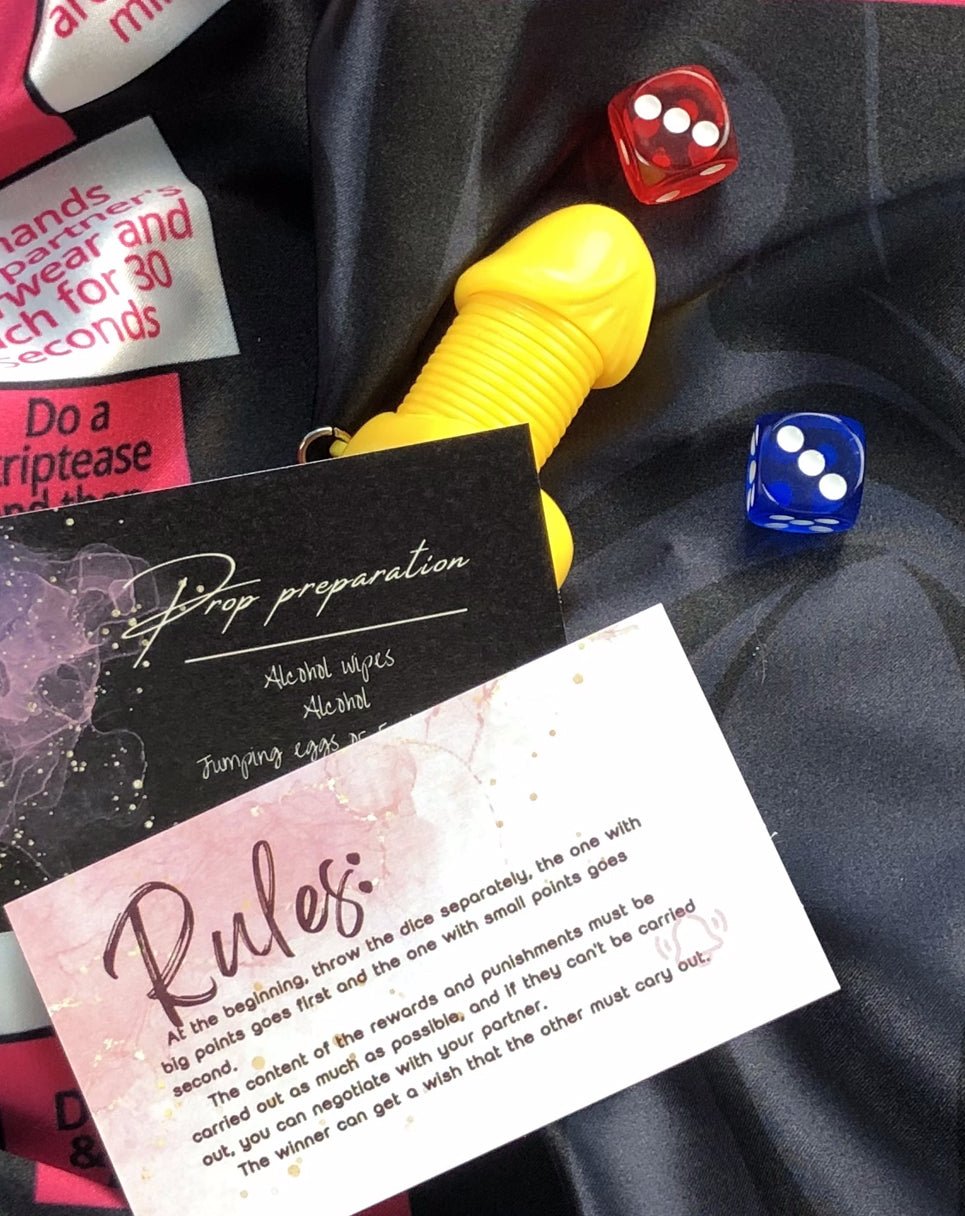 mi
hands
partner's
wear and
for 30
seconds
Do a
triptease
Prop preparation
Alcohol wipes
Alcohol
Jumping eggs or
Rules:
At the beginning, throw the dice separately, the one with
big points goes first and the one with small points goes
second.
The content of the rewards and punishments must be
carried out as much as possible, and if they can't be carried
out, you can negotiate with your partner.
The winner can get a wish that the other must cary out.
D
&